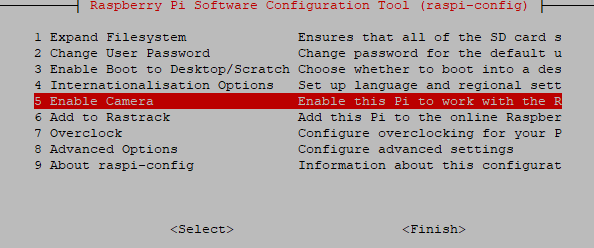 Raspberry Pi Software Configuration Tool (raspi-config)
1 Expand Filesystem Ensures that all of the SD card s
2 Change User Password Change password for the default u
3 Enable Boot to Desktop/Scratch Choose whether to boot into a des
4 Internationalisation Options Set up language and regional sett
5 Enable Camera Enable this Pi to work with the R
6 Add to Rastrack Add this Pi to the online Raspber
7 Overclock Configure overclocking for your P
8 Advanced Options Configure advanced settings
9 About raspi-config Information about this configurat
<Select> <Finish>